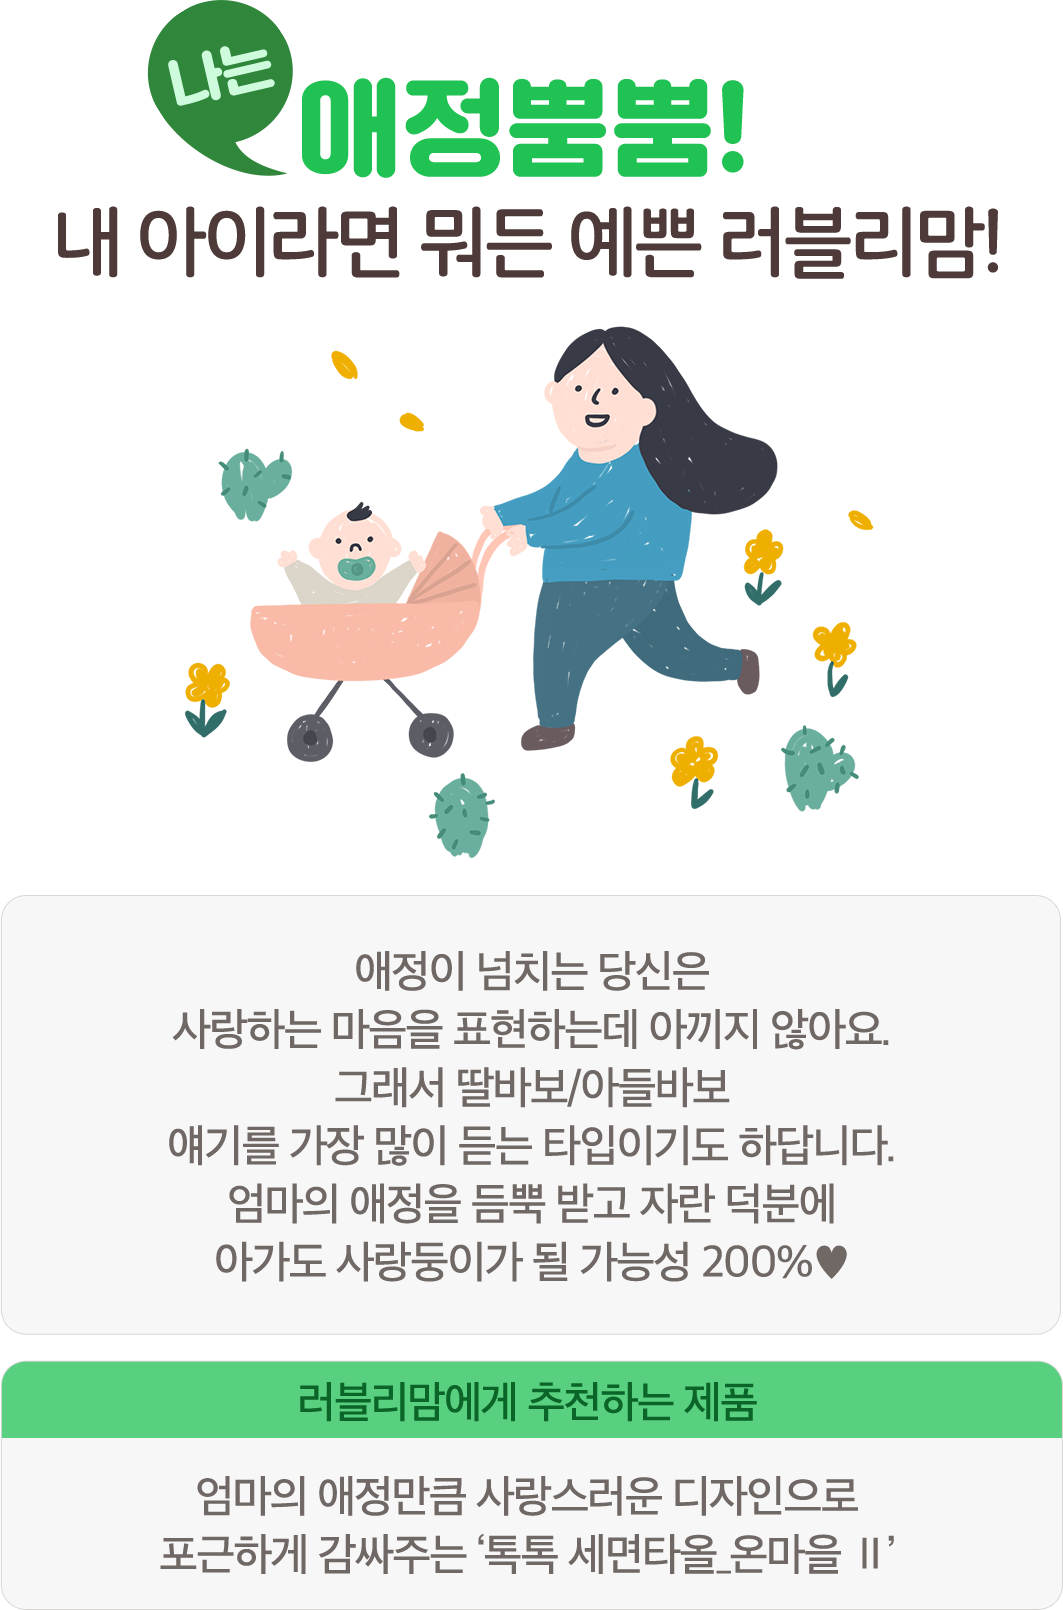 나는
애정뿜뿜!
내 아이라면 뭐든 예쁜 러블리맘!
애정이 넘치는 당신은
사랑하는 마음을 표현하는데 아끼지 않아요.
그래서 딸바보/아들바보
얘기를 가장 많이 듣는 타입이기도 하답니다.
엄마의 애정을 듬뿍 받고 자란 덕분에
아가도 사랑둥이가 될 가능성 200%♥
러블리맘에게 추천하는 제품
엄마의 애정만큼 사랑스러운 디자인으로
포근하게 감싸주는 ‘톡톡 세면타올_온마을 Ⅱ’